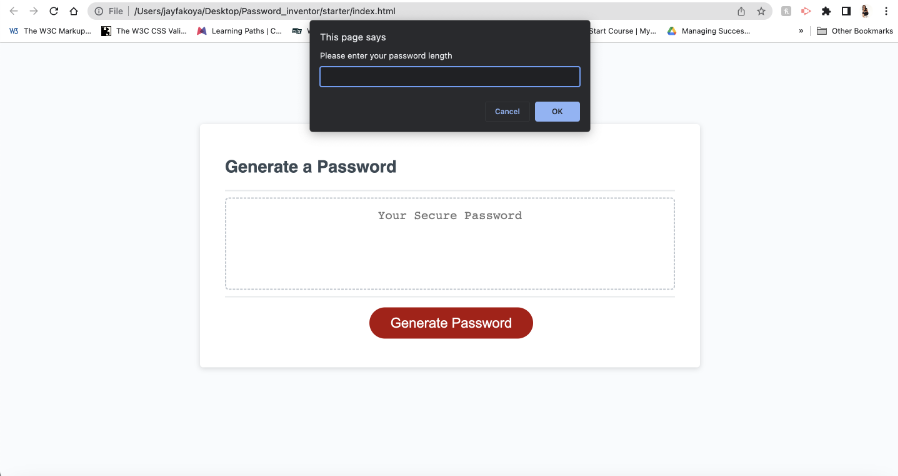 File /Users/jayfakoya/Desktop/Password_inventor/starter/index.html
The W3C Markup... The W3C CSS Vali... Learning Paths | C... Start Course | My... Managing Succes... » Other Bookmarks
This page says
Please enter your password length
Cancel OK
Generate a Password
Your Secure Password
Generate Password